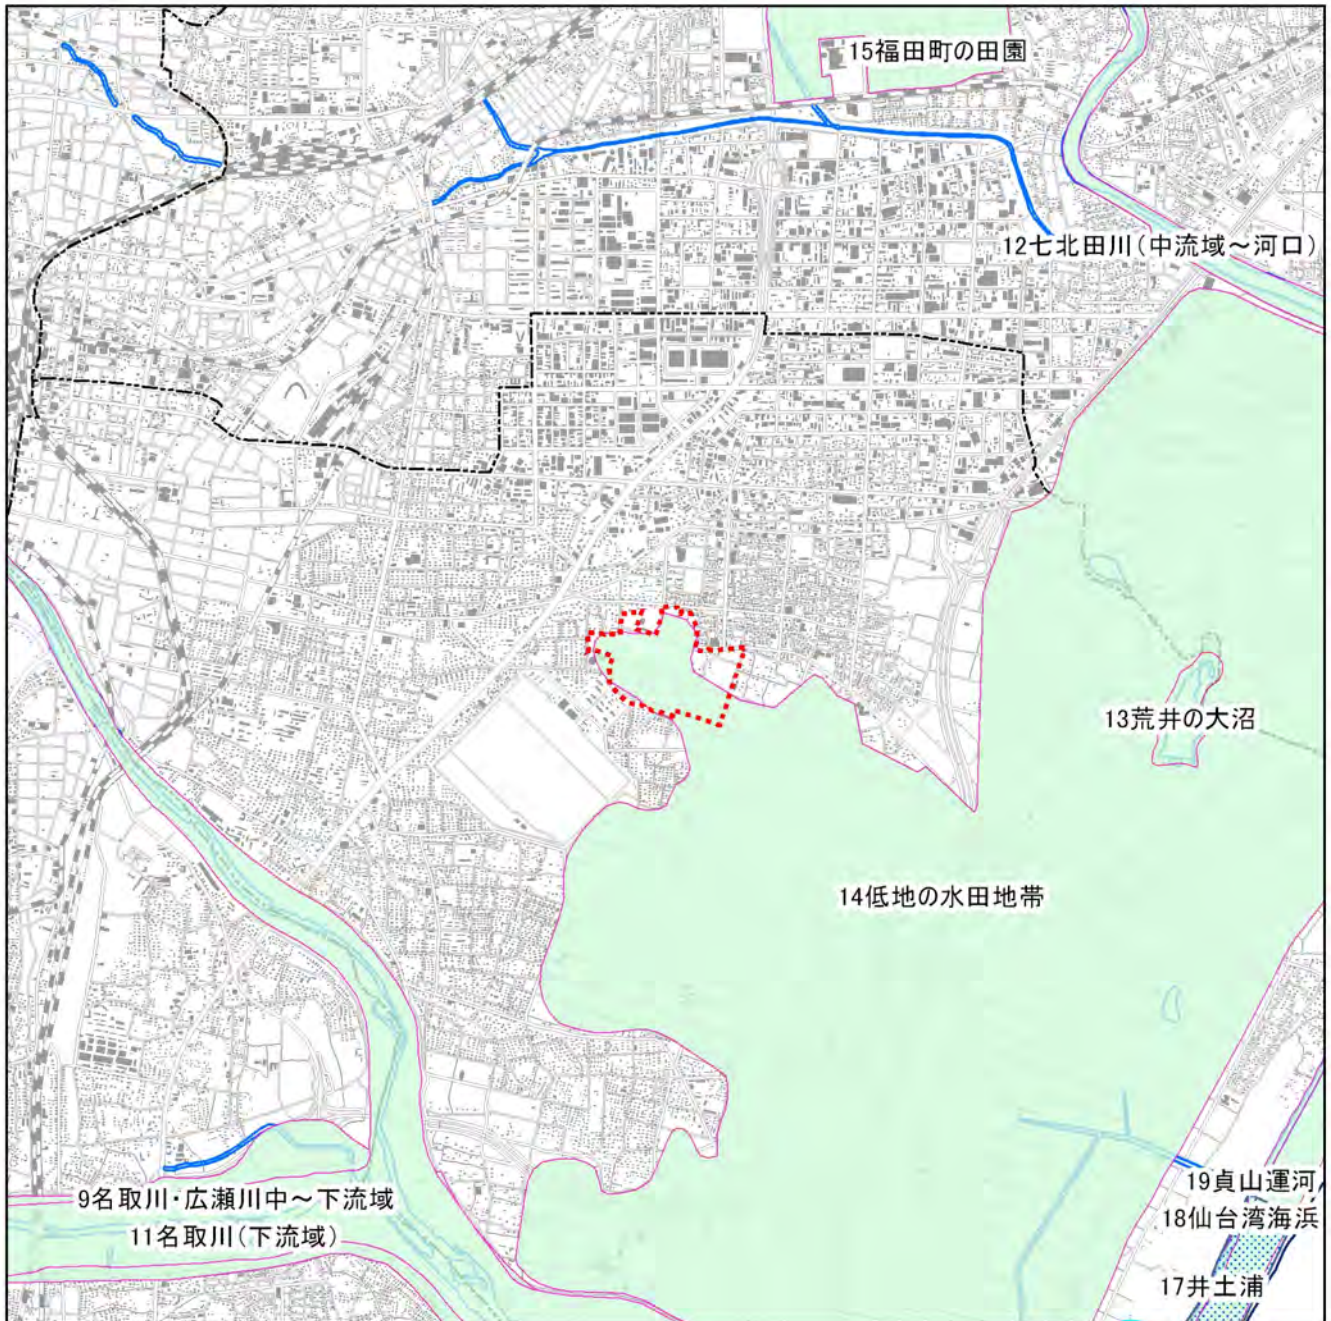 15福田町の田園
12七北田川(中流域～河口)
13荒井の大沼
14低地の水田地帯
19貞山運河
9名取川・広瀬川中～下流域
18仙台湾海浜
11名取川(下流域)
17井土浦